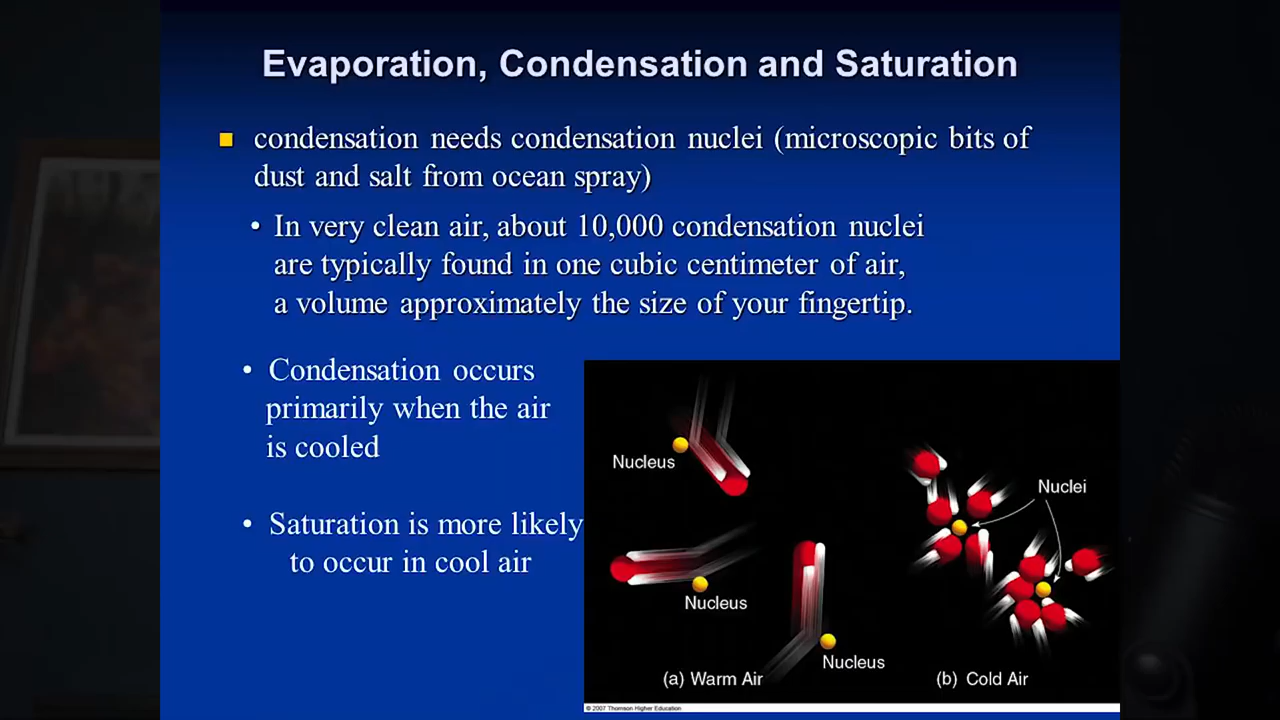 Evaporation, Condensation and Saturation
condensation needs condensation nuclei (microscopic bits of
dust and salt from ocean spray)
• In very clean air, about 10,000 condensation nuclei
are typically found in one cubic centimeter of air,
a volume approximately the size of your fingertip.
• Condensation occurs
primarily when the air
is cooled
• Saturation is more likely
to occur in cool air
Nucleus
Nucleus
Nucleus
(a) Warm Air
Nuclei
(b) Cold Air
© 2007 Thomson Higher Education